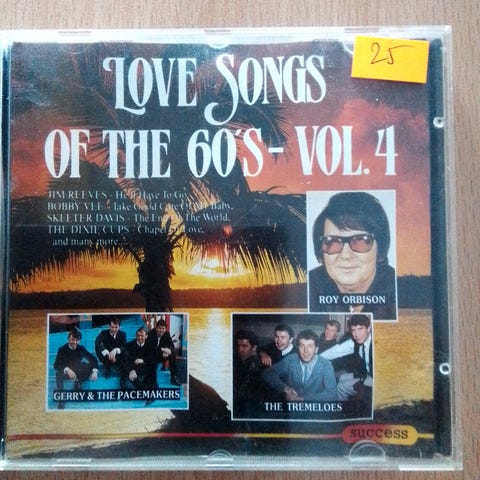 25
LOVE SONGS
OF THE 60'S - VOL. 4
JIM REEVES - He'll Have To Go,
BOBBY VEE - Take Good Care Of My Baby,
SKEETER DAVIS - The End Of The World,
THE DIXIE CUPS - Chapel Of Love,
and many more...
ROY ORBISON
GERRY & THE PACEMAKERS
THE TREMELOES
success